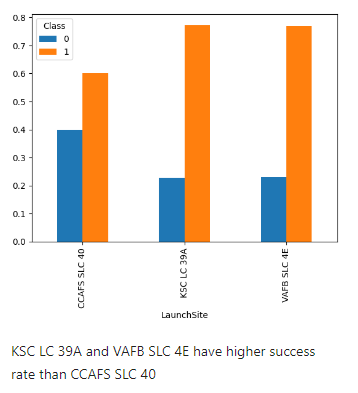 0.8
Class
0
1
0.7
0.6
0.5
0.4
0.3
0.2
0.1
0.0
CCAFS SLC 40
KSC LC 39A
VAFB SLC 4E
LaunchSite
KSC LC 39A and VAFB SLC 4E have higher success
rate than CCAFS SLC 40